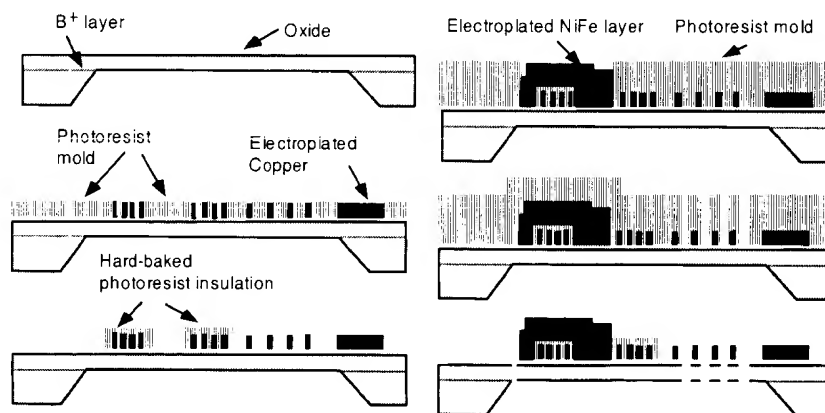 B+ layer
Oxide
Photoresist
mold
Electroplated
Copper
Hard-baked
photoresist insulation
Electroplated NiFe layer
Photoresist mold